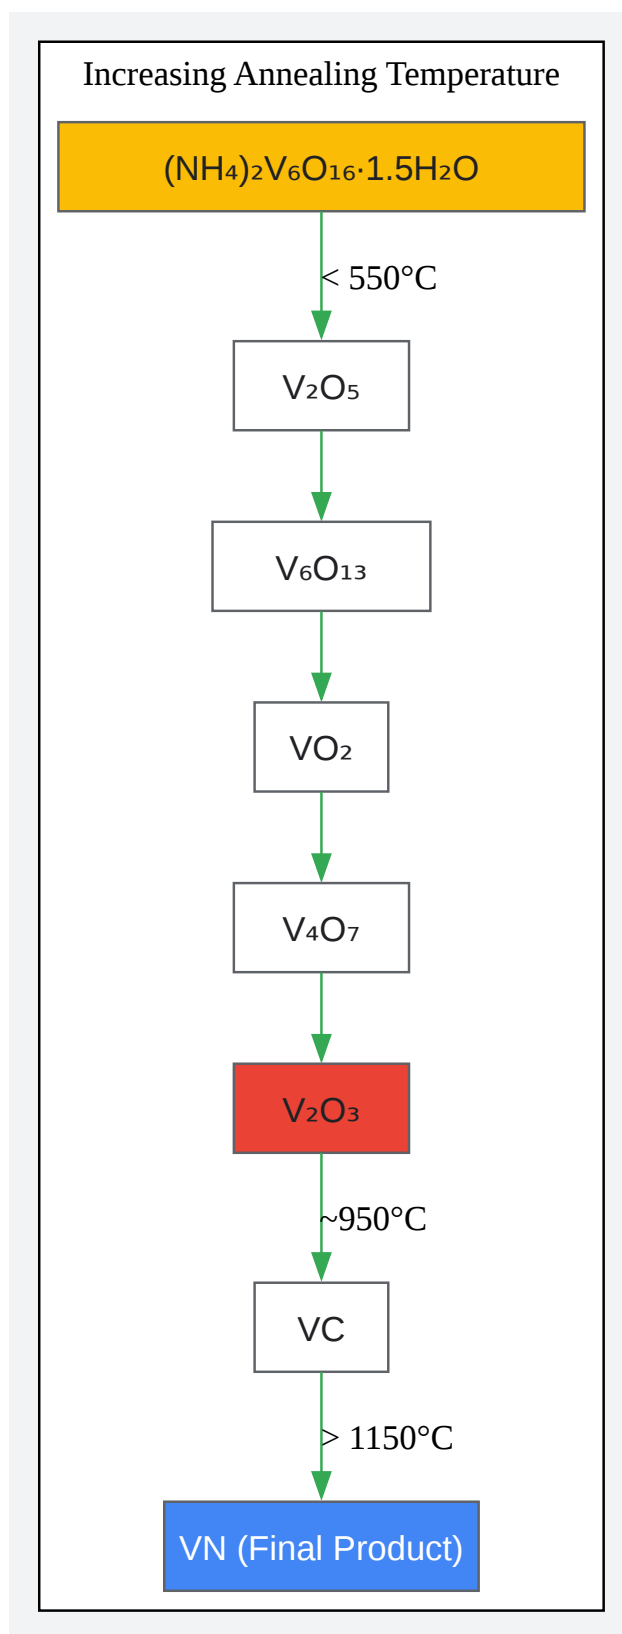 Increasing Annealing Temperature
(NH₄)₂V₆O₁₆·1.5H₂O
< 550°C
V₂O₅
V₆O₁₃
VO₂
V₄O₇
V₂O₃
~950°C
VC
> 1150°C
VN (Final Product)